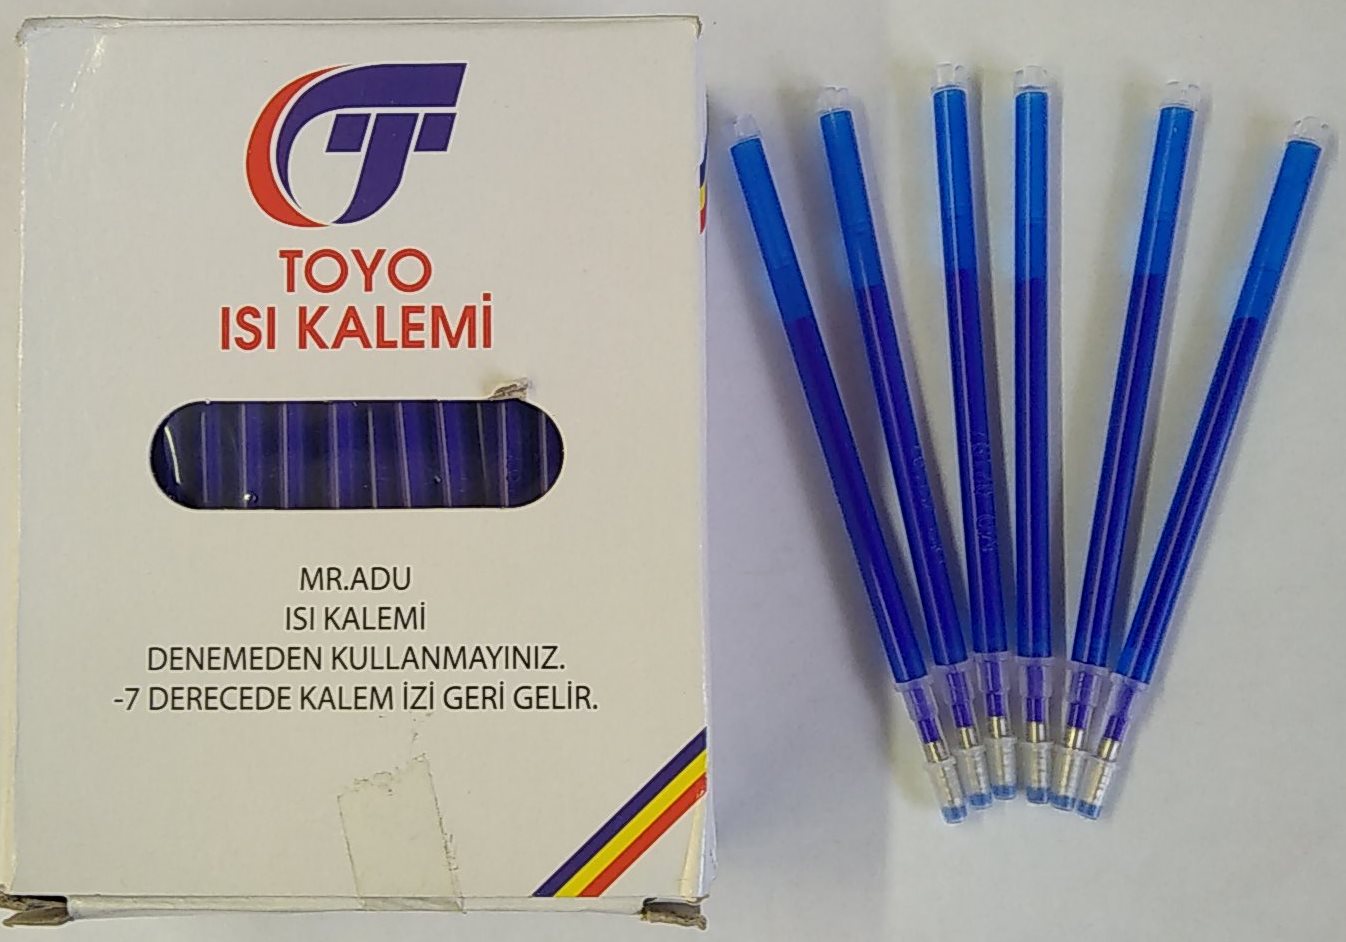 TOYO
ISI KALEMİ
MR.ADU
ISI KALEMİ
DENEMEDEN KULLANMAYINIZ.
-7 DERECEDE KALEM İZİ GERİ GELİR.